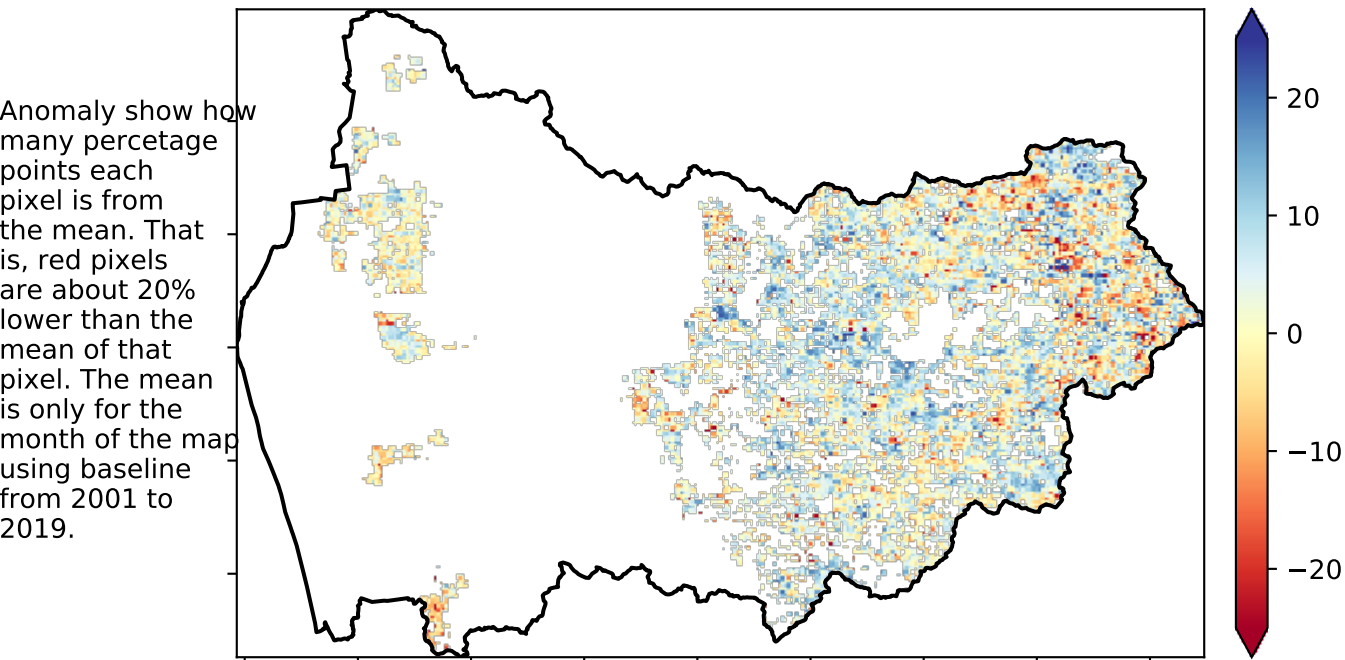 Anomaly show how
many percetage
points each
pixel is from
the mean. That
is, red pixels
are about 20%
lower than the
mean of that
pixel. The mean
is only for the
month of the map
using baseline
from 2001 to
2019.
20
10
0
−10
−20